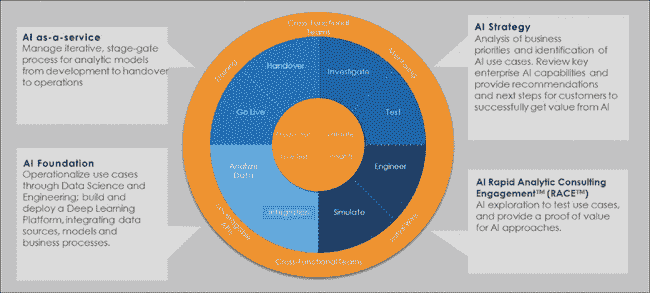 AI as-a-service
Manage iterative, stage-gate
process for analytic models
from development to handover
to operations
AI Foundation
Operationalize use cases
through Data Science and
Engineering; build and
deploy a Deep Learning
Platform, integrating data
sources, models and
business processes.
Cross-Functional
Teams
Training
Handover
Investigate
Go Live
Test
Analyze
Data
Engineer
Integration
Simulate
Cross-Functional Teams
AI Strategy
Analysis of business
priorities and identification of
AI use cases. Review key
enterprise AI capabilities and
provide recommendations
and next steps for customers to
successfully get value from AI
AI Rapid Analytic Consulting
Engagement™ (RACE™)
AI exploration to test use cases,
and provide a proof of value
for AI approaches.